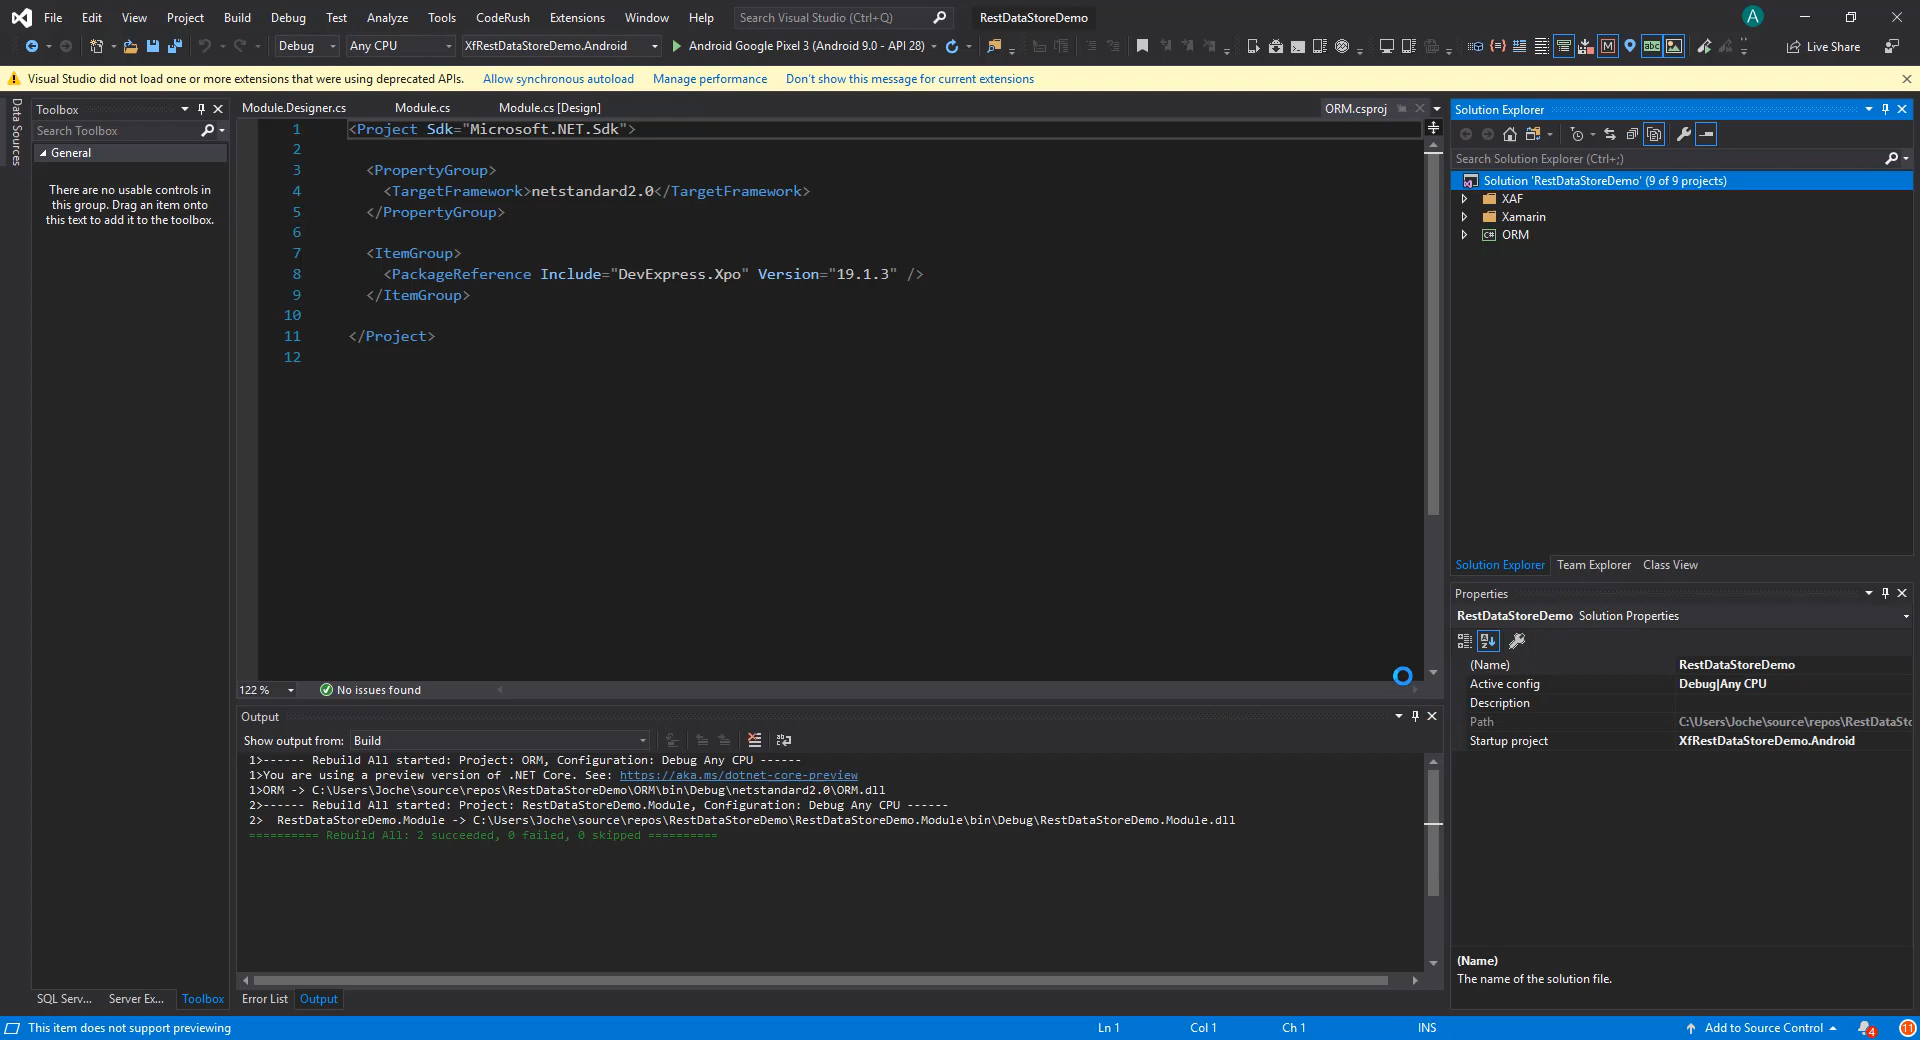 File Edit View Project Build Debug Test Analyze Tools CodeRush Extensions Window Help Search Visual Studio (Ctrl+Q) RestDataStoreDemo A
Debug Any CPU XfRestDataStoreDemo.Android Android Google Pixel 3 (Android 9.0 - API 28) Live Share
Visual Studio did not load one or more extensions that were using deprecated APIs. Allow synchronous autoload Manage performance Don't show this message for current extensions
Data Sources
Toolbox
Search Toolbox
General
There are no usable controls in
this group. Drag an item onto
this text to add it to the toolbox.
SQL Serv... Server Ex... Toolbox
Module.Designer.cs Module.cs Module.cs [Design] ORM.csproj
1 <Project Sdk="Microsoft.NET.Sdk">
2
3 <PropertyGroup>
4 <TargetFramework>netstandard2.0</TargetFramework>
5 </PropertyGroup>
6
7 <ItemGroup>
8 <PackageReference Include="DevExpress.Xpo" Version="19.1.3" />
9 </ItemGroup>
10
11 </Project>
12
122 % No issues found
Output
Show output from: Build
1>------ Rebuild All started: Project: ORM, Configuration: Debug Any CPU ------
1>You are using a preview version of .NET Core. See: https://aka.ms/dotnet-core-preview
1>ORM -> C:\Users\Joche\source\repos\RestDataStoreDemo\ORM\bin\Debug\netstandard2.0\ORM.dll
2>------ Rebuild All started: Project: RestDataStoreDemo.Module, Configuration: Debug Any CPU ------
2>  RestDataStoreDemo.Module -> C:\Users\Joche\source\repos\RestDataStoreDemo\RestDataStoreDemo.Module\bin\Debug\RestDataStoreDemo.Module.dll
========== Rebuild All: 2 succeeded, 0 failed, 0 skipped ==========
Error List Output
Solution Explorer
Search Solution Explorer (Ctrl+;)
Solution 'RestDataStoreDemo' (9 of 9 projects)
XAF
Xamarin
C# ORM
Solution Explorer Team Explorer Class View
Properties
RestDataStoreDemo Solution Properties
(Name) RestDataStoreDemo
Active config Debug|Any CPU
Description
Path C:\Users\Joche\source\repos\RestDataSto
Startup project XfRestDataStoreDemo.Android
(Name)
The name of the solution file.
This item does not support previewing Ln 1 Col 1 Ch 1 INS Add to Source Control 4 11